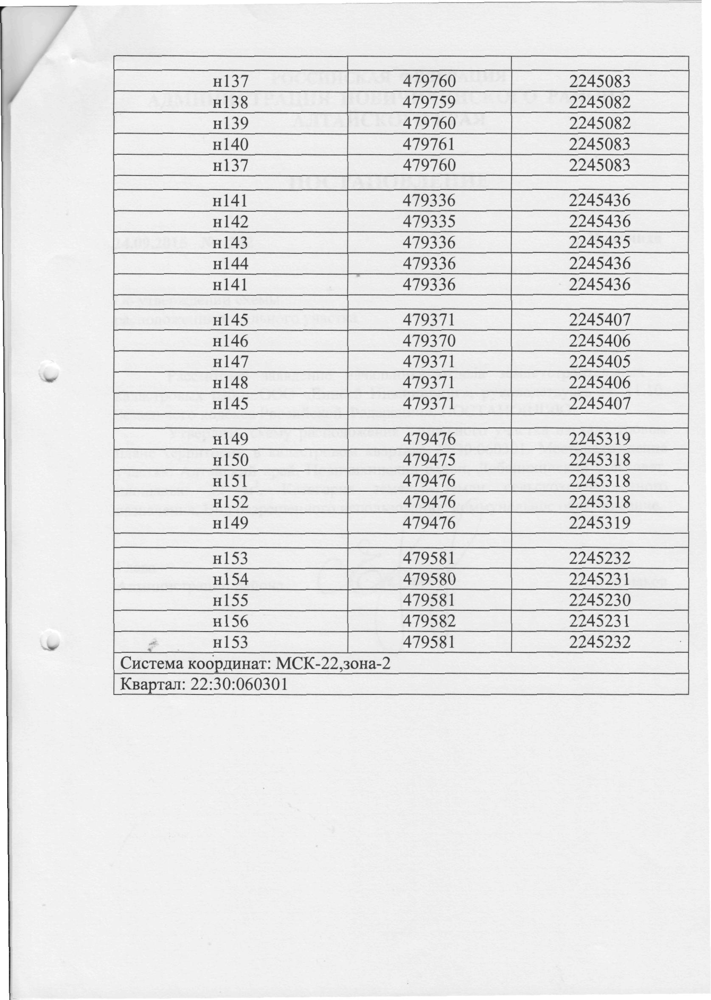 н137 479760 2245083
н138 479759 2245082
н139 479760 2245082
н140 479761 2245083
н137 479760 2245083
н141 479336 2245436
н142 479335 2245436
н143 479336 2245435
н144 479336 2245436
н141 479336 2245436
н145 479371 2245407
н146 479370 2245406
н147 479371 2245405
н148 479371 2245406
н145 479371 2245407
н149 479476 2245319
н150 479475 2245318
н151 479476 2245318
н152 479476 2245318
н149 479476 2245319
н153 479581 2245232
н154 479580 2245231
н155 479581 2245230
н156 479582 2245231
н153 479581 2245232
Система координат: МСК-22,зона-2
Квартал: 22:30:060301